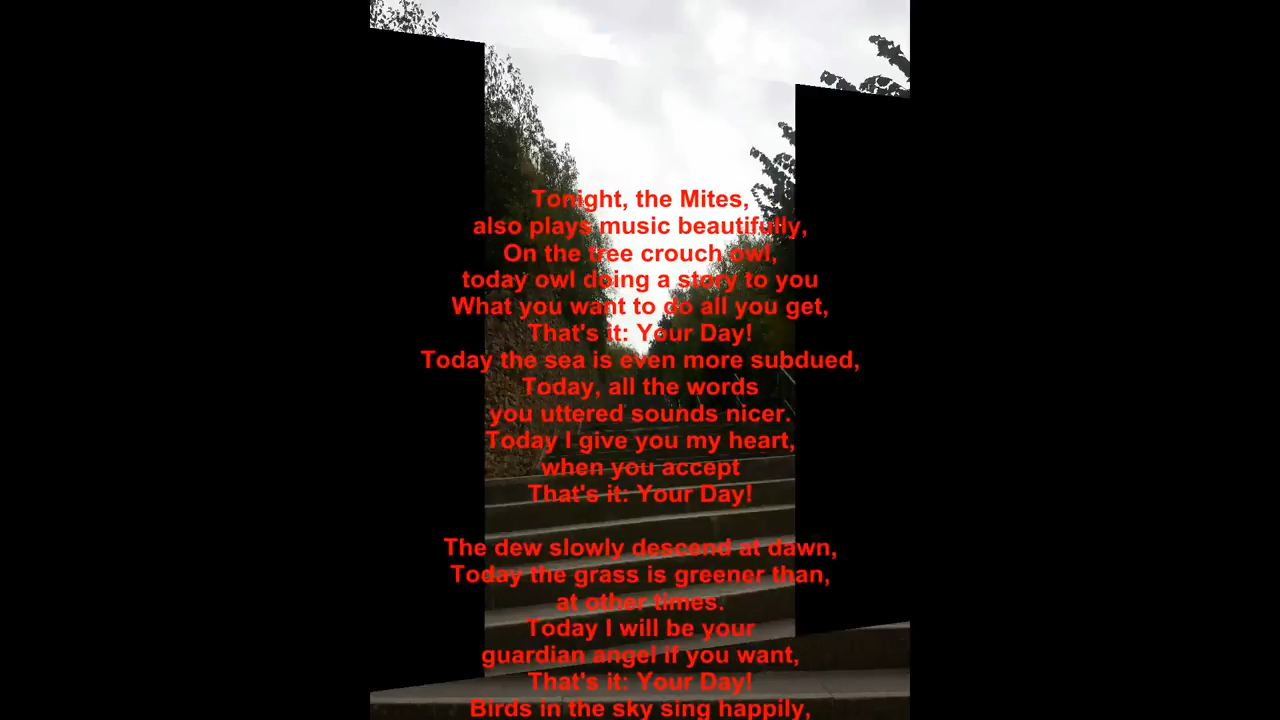 Tonight, the Mites,
also plays music beautifully,
On the tree crouch owl,
today owl doing a story to you
What you want to do all you get,
That's it: Your Day!
Today the sea is even more subdued,
Today, all the words
you uttered sounds nicer.
Today I give you my heart,
when you accept
That's it: Your Day!
The dew slowly descend at dawn,
Today the grass is greener than,
at other times.
Today I will be your
guardian angel if you want,
That's it: Your Day!
Birds in the sky sing happily,